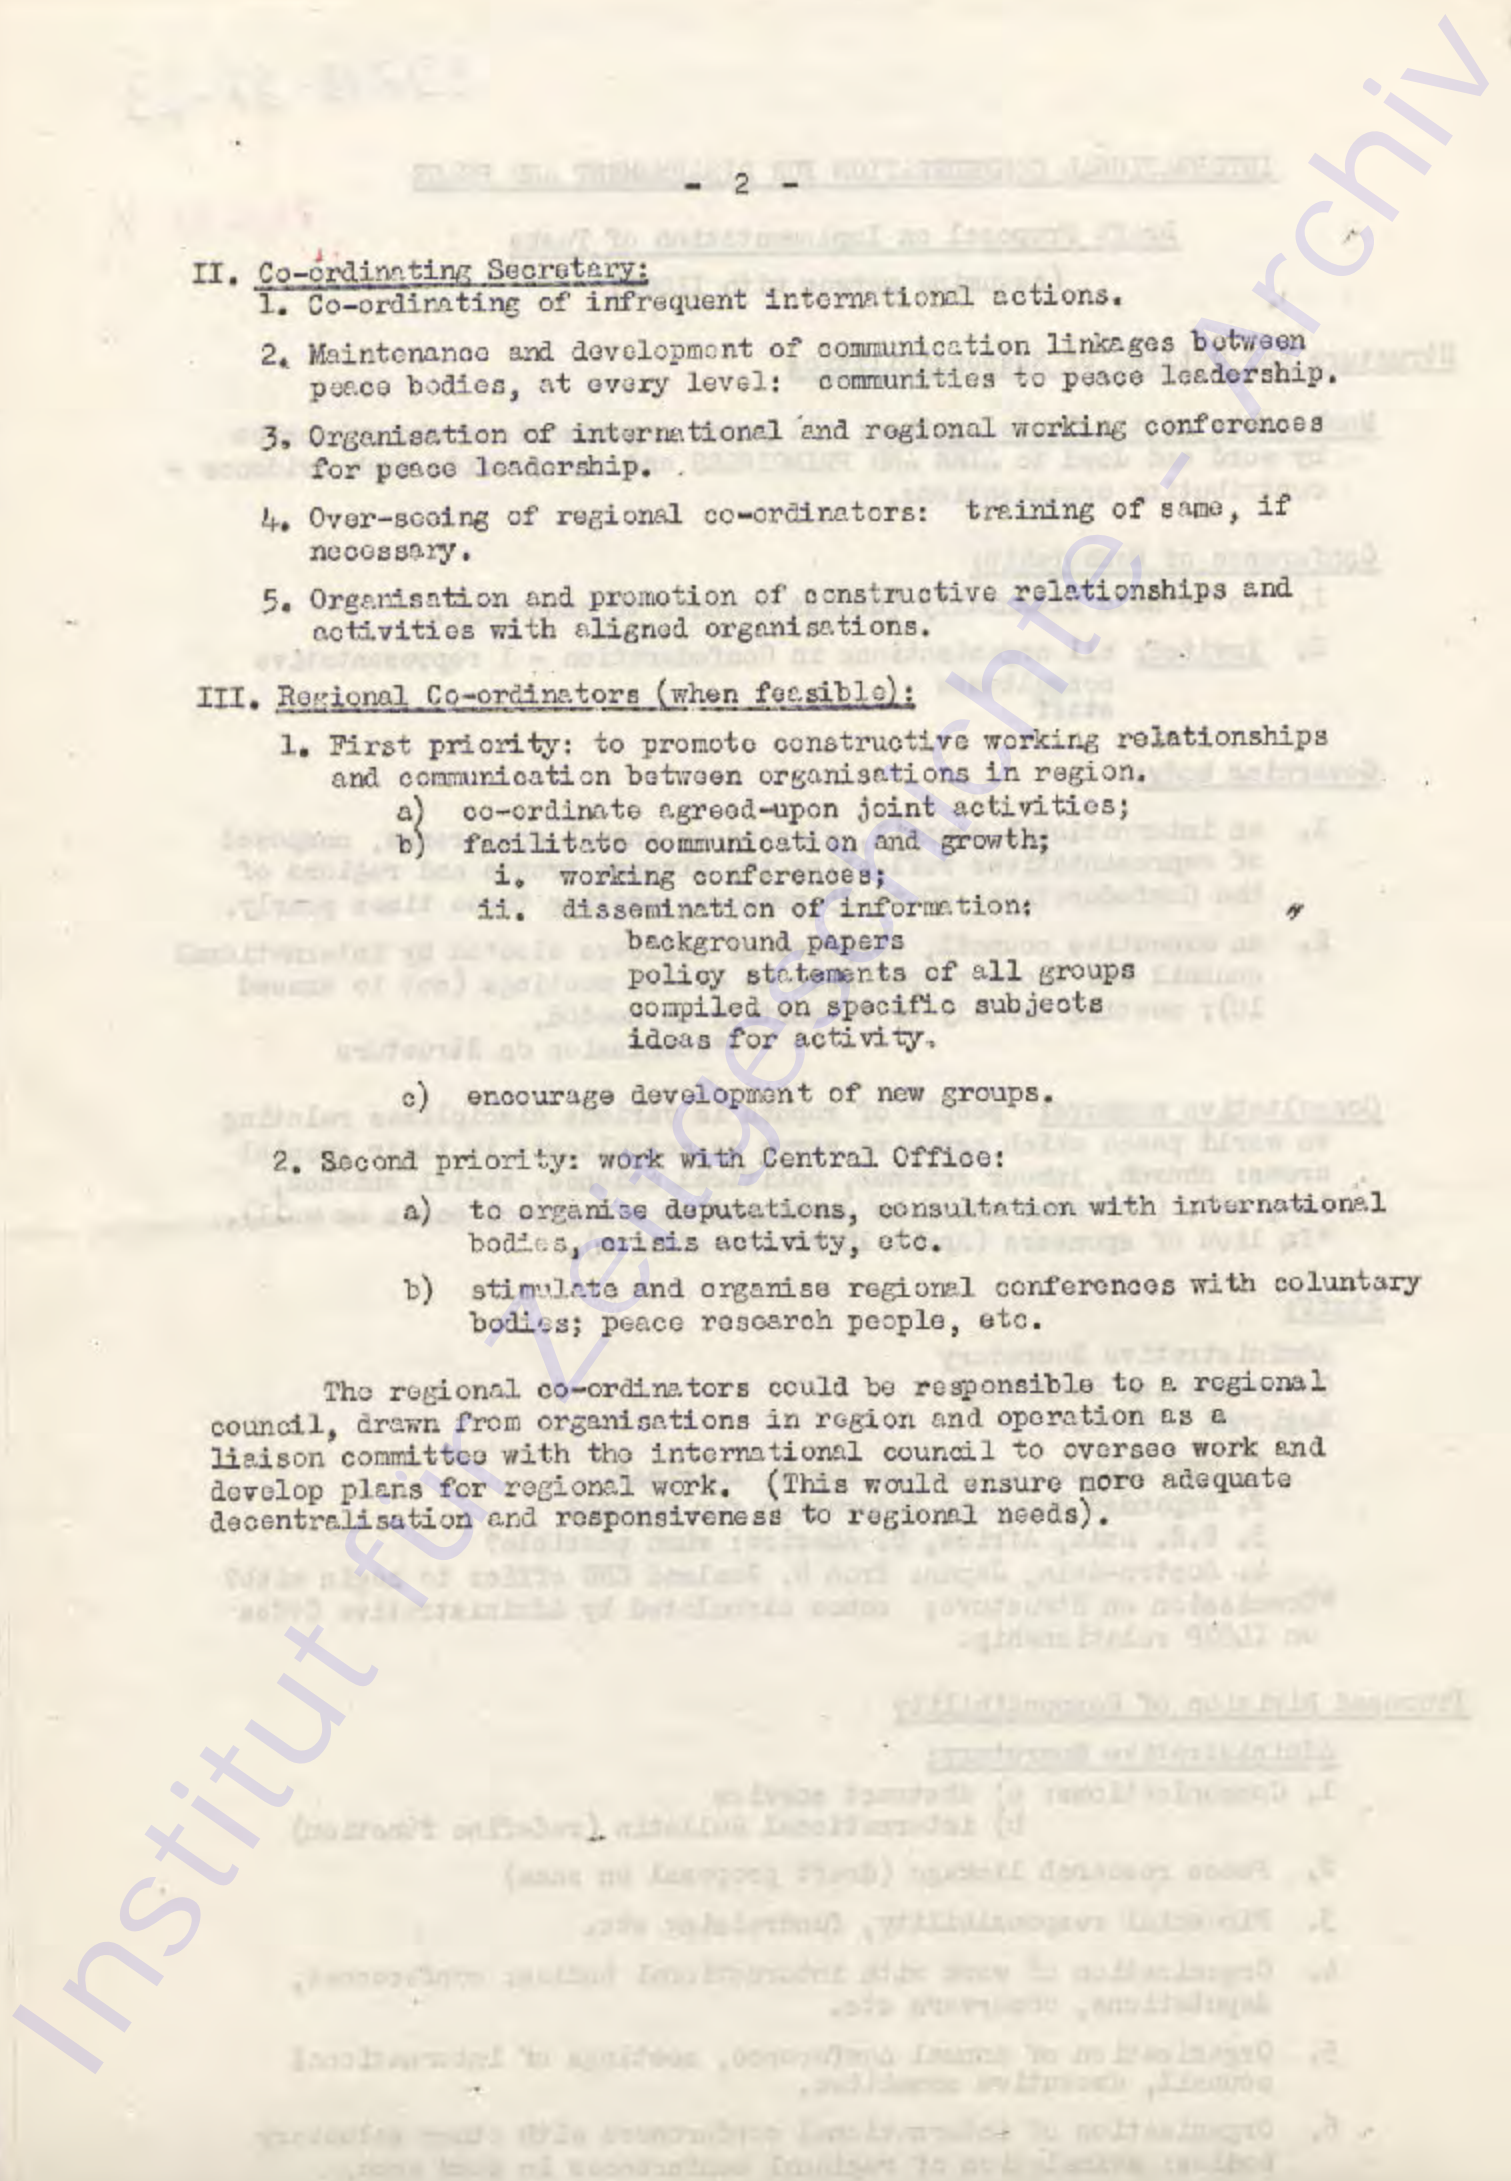 - 2 -
II. Co-ordinating Secretary:
1. Co-ordinating of infrequent international actions.
2. Maintenance and development of communication linkages between
peace bodies, at every level: communities to peace leadership.
3. Organisation of international and regional working conferences
for peace leadership.
4. Over-seeing of regional co-ordinators: training of same, if
necessary.
5. Organisation and promotion of constructive relationships and
activities with aligned organisations.
III. Regional Co-ordinators (when feasible):
1. First priority: to promote constructive working relationships
and communication between organisations in region.
a) co-ordinate agreed-upon joint activities;
b) facilitate communication and growth;
i. working conferences;
ii. dissemination of information:
background papers
policy statements of all groups
compiled on specific subjects
ideas for activity.
c) encourage development of new groups.
2. Second priority: work with Central Office:
a) to organise deputations, consultation with international
bodies, crisis activity, etc.
b) stimulate and organise regional conferences with coluntary
bodies; peace research people, etc.
The regional co-ordinators could be responsible to a regional
council, drawn from organisations in region and operation as a
liaison committee with the international council to oversee work and
develop plans for regional work. (This would ensure more adequate
decentralisation and responsiveness to regional needs).
Institut für Zeitgeschichte - Archiv